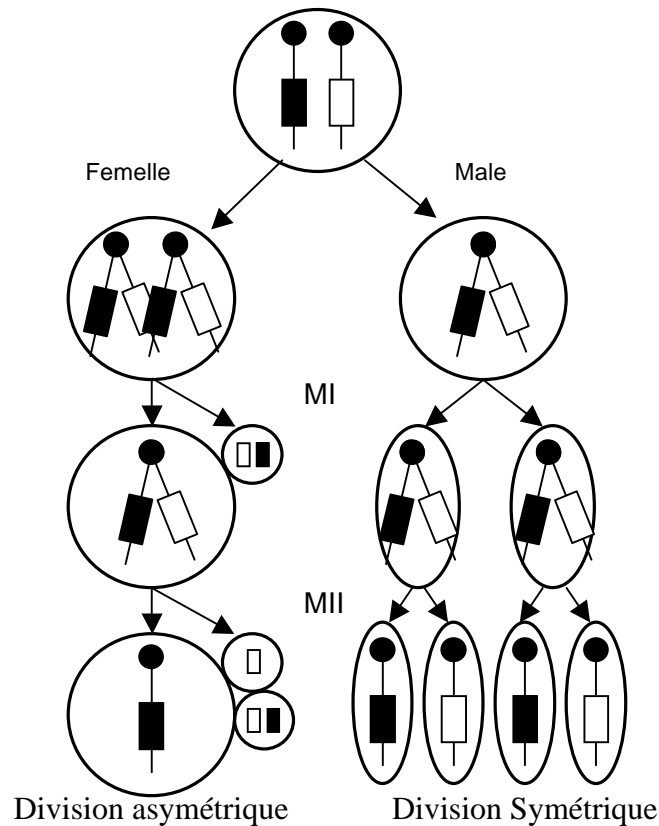 Femelle
Male
MI
MII
Division asymétrique
Division Symétrique